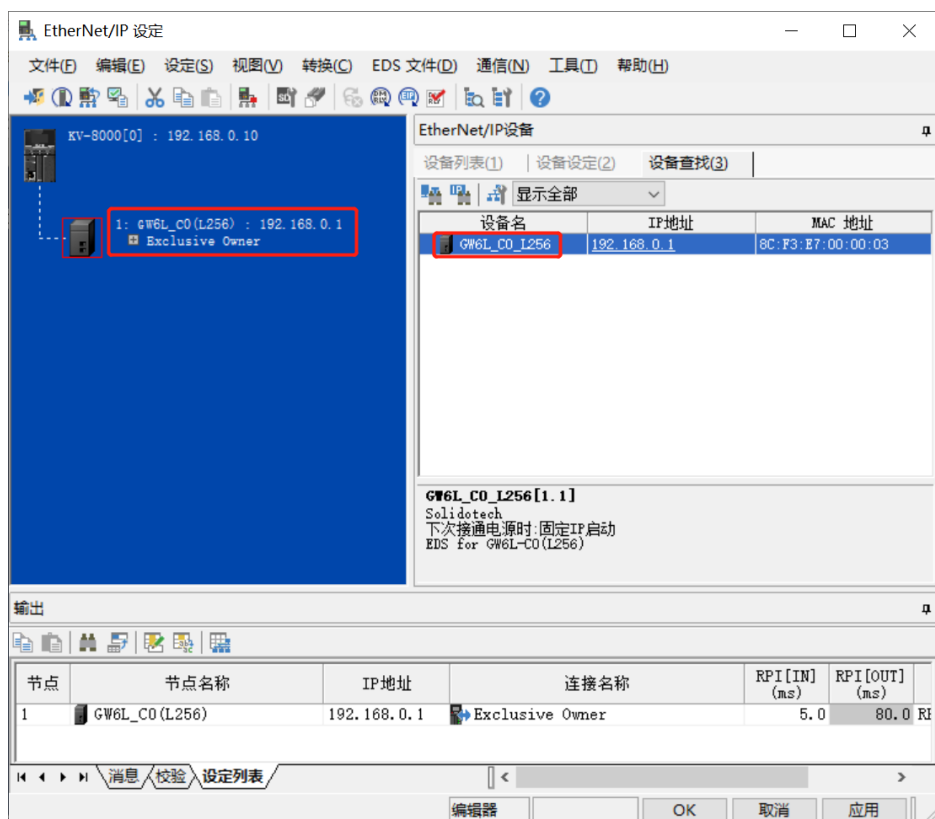 EtherNet/IP 设定
文件(F) 编辑(E) 设定(S) 视图(V) 转换(C) EDS 文件(D) 通信(N) 工具(T) 帮助(H)
KV-8000[0] : 192.168.0.10
1: GW6L_CO(L256) : 192.168.0.1
Exclusive Owner
EtherNet/IP设备
设备列表(1) 设备设定(2) 设备查找(3)
显示全部
设备名 IP地址 MAC 地址
GW6L_CO_L256 192.168.0.1 8C:F3:E7:00:00:03
GW6L_CO_L256[1.1]
Solidotech
下次接通电源时:固定IP启动
EDS for GW6L-CO(L256)
输出
节点 节点名称 IP地址 连接名称 RPI[IN] (ms) RPI[OUT] (ms)
1 GW6L_CO(L256) 192.168.0.1 Exclusive Owner 5.0 80.0
消息 校验 设定列表
编辑器 OK 取消 应用